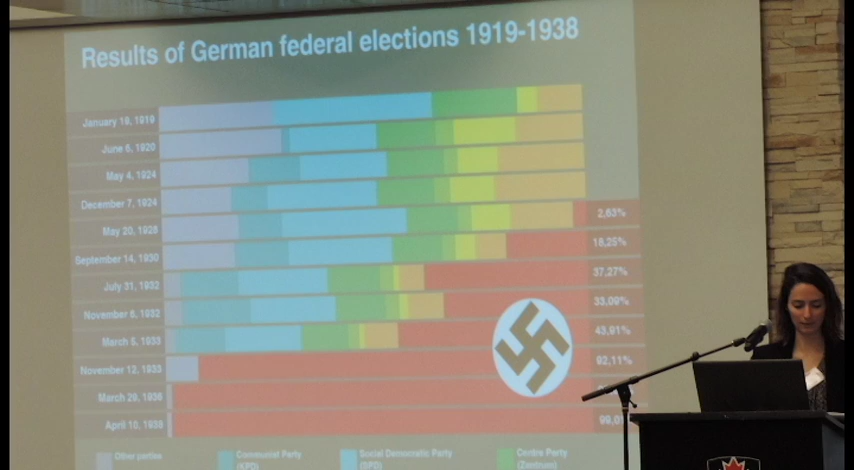 Results of German federal elections 1919-1938
January 19, 1919
June 6, 1920
May 4, 1924
December 7, 1924
May 20, 1928 2,63%
September 14, 1930 18,25%
July 31, 1932 37,27%
November 6, 1932 33,09%
March 5, 1933 43,91%
November 12, 1933 92,11%
March 29, 1936
April 10, 1938
Other parties Communist Party Social Democratic Party Centre Party
(KPD) (SPD) (Zentrum)